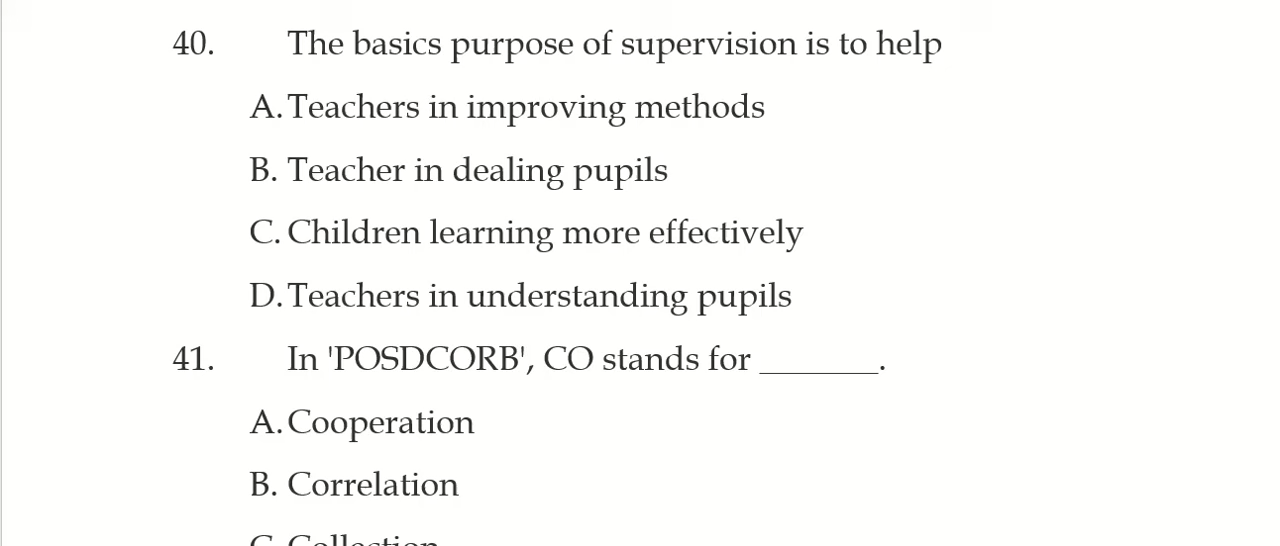 40. The basics purpose of supervision is to help
A. Teachers in improving methods
B. Teacher in dealing pupils
C. Children learning more effectively
D. Teachers in understanding pupils
41. In 'POSDCORB', CO stands for _______.
A. Cooperation
B. Correlation
C. Collection